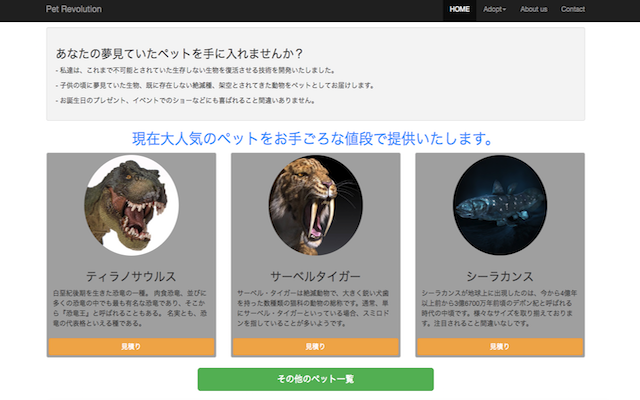 Pet Revolution
HOME
Adopt
About us
Contact
あなたの夢見ていたペットを手に入れませんか？
- 私達は、これまで不可能とされていた生存しない生物を復活させる技術を開発いたしました。
- 子供の頃に夢見ていた生物、既に存在しない絶滅種、架空とされてきた動物をペットとしてお届けします。
- お誕生日のプレゼント、イベントでのショーなどにも喜ばれること間違いありません。
現在大人気のペットをお手ごろな値段で提供いたします。
ティラノサウルス
白亜紀後期を生きた恐竜の一種。 肉食恐竜、並びに
多くの恐竜の中でも最も有名な恐竜であり、そこか
ら「恐竜王」と呼ばれることもある。 名実とも、恐
竜の代表格といえる種である。
見積り
サーベルタイガー
サーベル・タイガーは絶滅動物で、大きく鋭い犬歯
を持った数種類の猫科の動物の総称です。通常、単
にサーベル・タイガーといっている場合、スミロド
ンを指していることが多いようです。
見積り
シーラカンス
シーラカンスが地球上に出現したのは、今から4億年
以上前から3億6700万年前頃のデボン紀と呼ばれる
時代の中頃です。様々なサイズを取り揃えておりま
す。注目されること間違いなしです。
見積り
その他のペット一覧